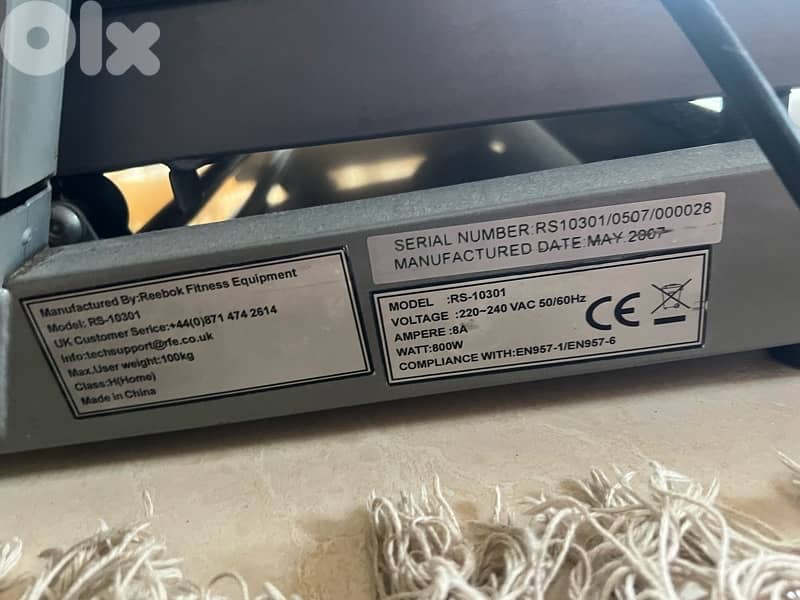 Olx
Manufactured By:Reebok Fitness Equipment
Model: RS-10301
UK Customer Serice:+44(0)871 474 2614
Info:techsupport@rfe.co.uk
Max.User weight:100kg
Class:H(Home)
Made in China
SERIAL NUMBER:RS10301/0507/000028
MANUFACTURED DATE:MAY 2007
MODEL :RS-10301
VOLTAGE :220~240 VAC 50/60Hz
AMPERE :8A
WATT:800W
COMPLIANCE WITH:EN957-1/EN957-6
CE